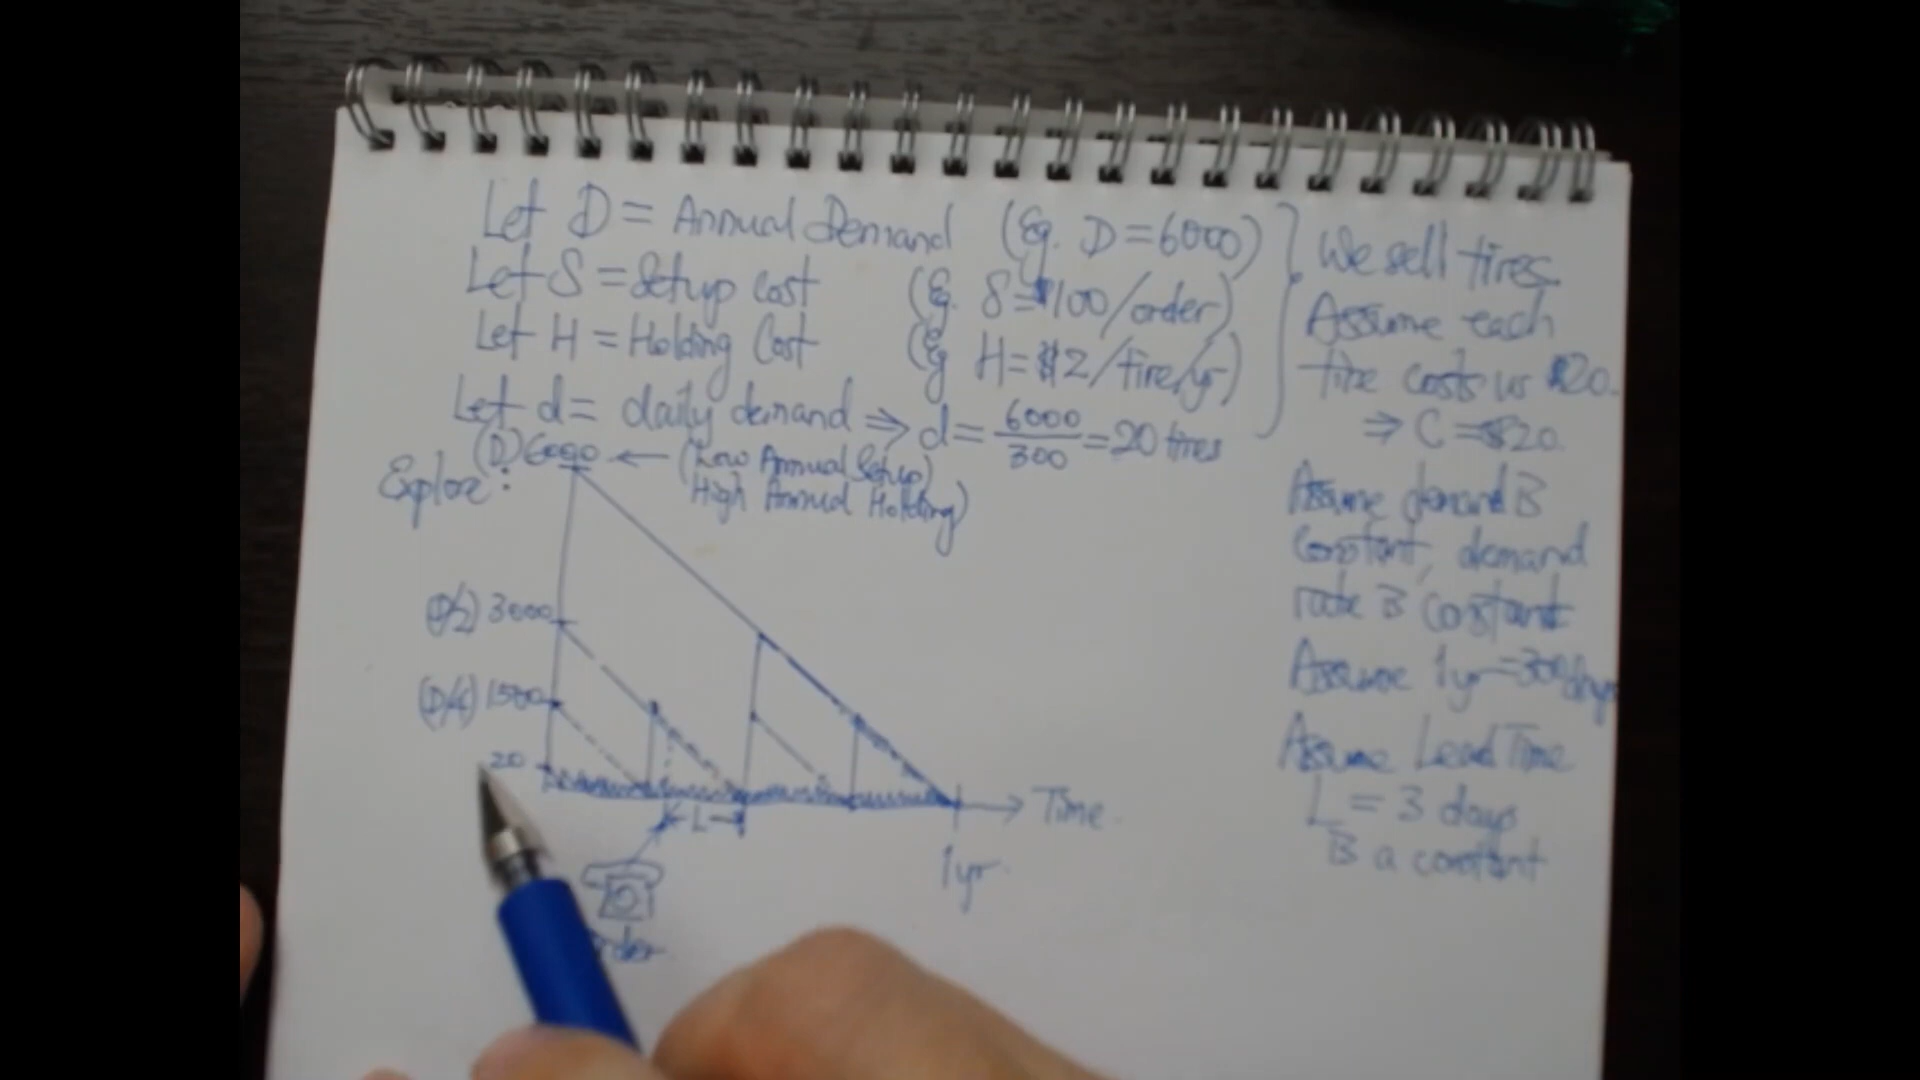 Let D = Annual Demand (Eg. D=6000)
Let S = Setup cost (Eg. S=$100/order)
Let H = Holding Cost (Eg H=$2/tire/yr)
Let d = daily demand ⇒ d = 6000/300 = 20 tires
Explore: (D) 6000 ← (Low Annual Setup)
High Annual Holding)
(D/2) 3000
(D/4) 1500
20
L
Time
1yr
We sell tires.
Assume each
tire costs us $20.
⇒ C = $20.
Assume demand is
constant, demand
rate is constant
Assume 1yr = 300 days
Assume Lead Time
L = 3 days
is a constant